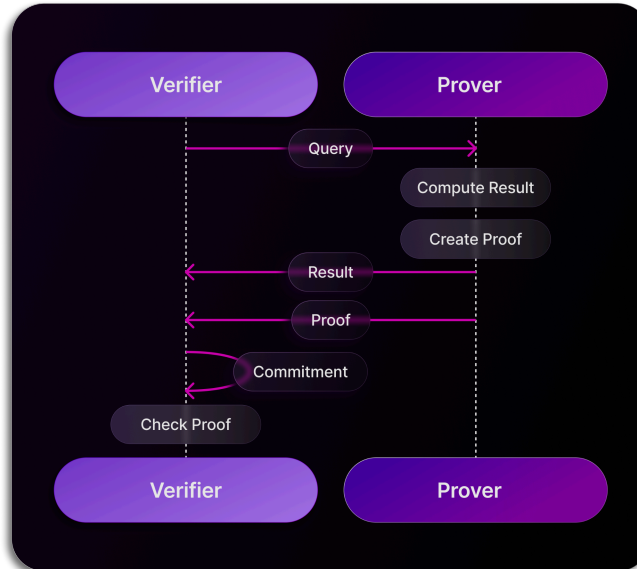 Verifier
Prover
Query
Compute Result
Create Proof
Result
Proof
Commitment
Check Proof
Verifier
Prover